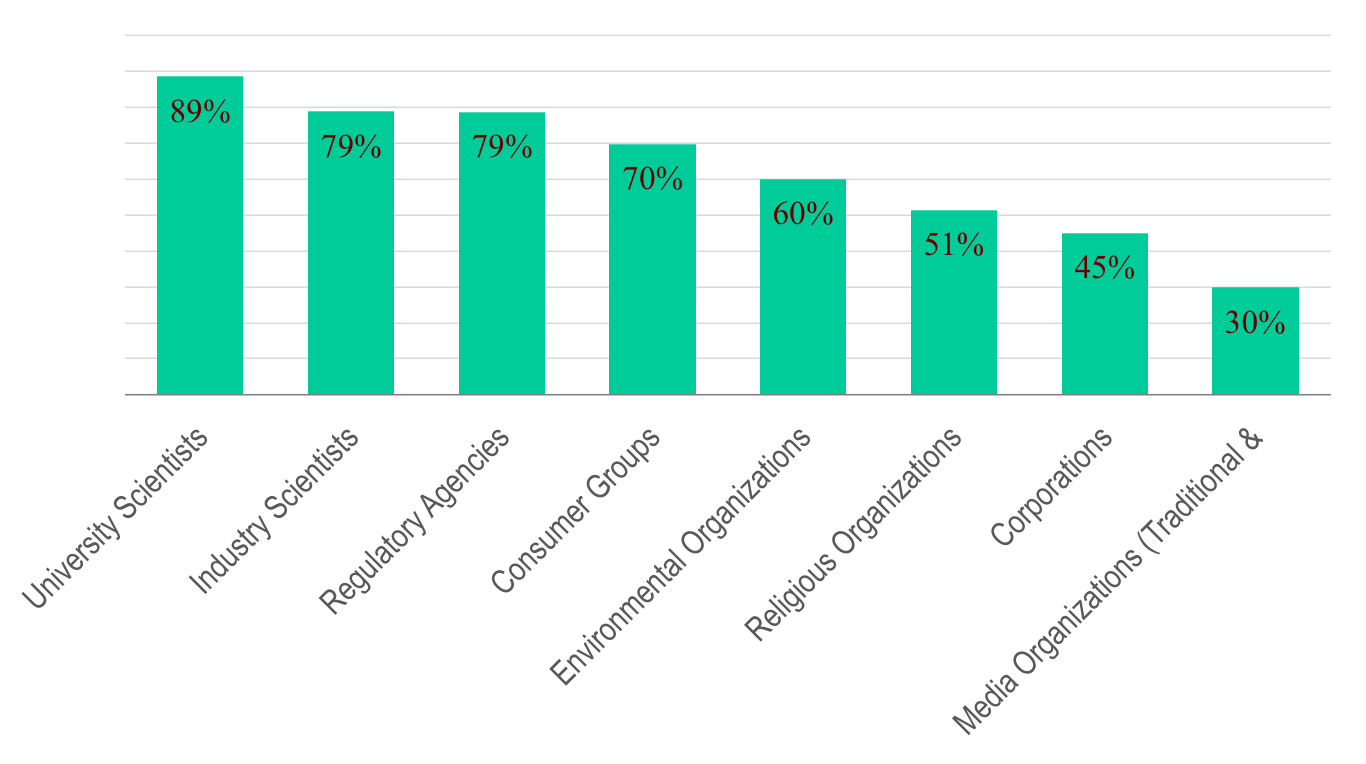 89%
79%
79%
70%
60%
51%
45%
30%
University Scientists
Industry Scientists
Regulatory Agencies
Consumer Groups
Environmental Organizations
Religious Organizations
Corporations
Media Organizations (Traditional &